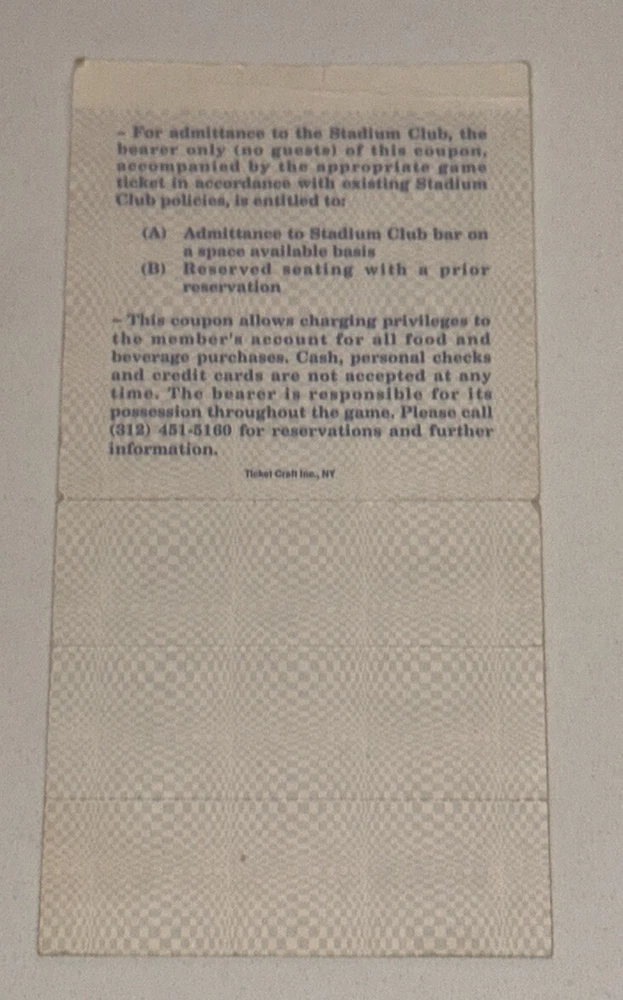 – For admittance to the Stadium Club, the
bearer only (no guests) of this coupon,
accompanied by the appropriate game
ticket in accordance with existing Stadium
Club policies, is entitled to:
(A) Admittance to Stadium Club bar on
a space available basis
(B) Reserved seating with a prior
reservation
– This coupon allows charging privileges to
the member's account for all food and
beverage purchases. Cash, personal checks
and credit cards are not accepted at any
time. The bearer is responsible for its
possession throughout the game. Please call
(312) 451-5160 for reservations and further
information.
Ticket Craft Inc., NY